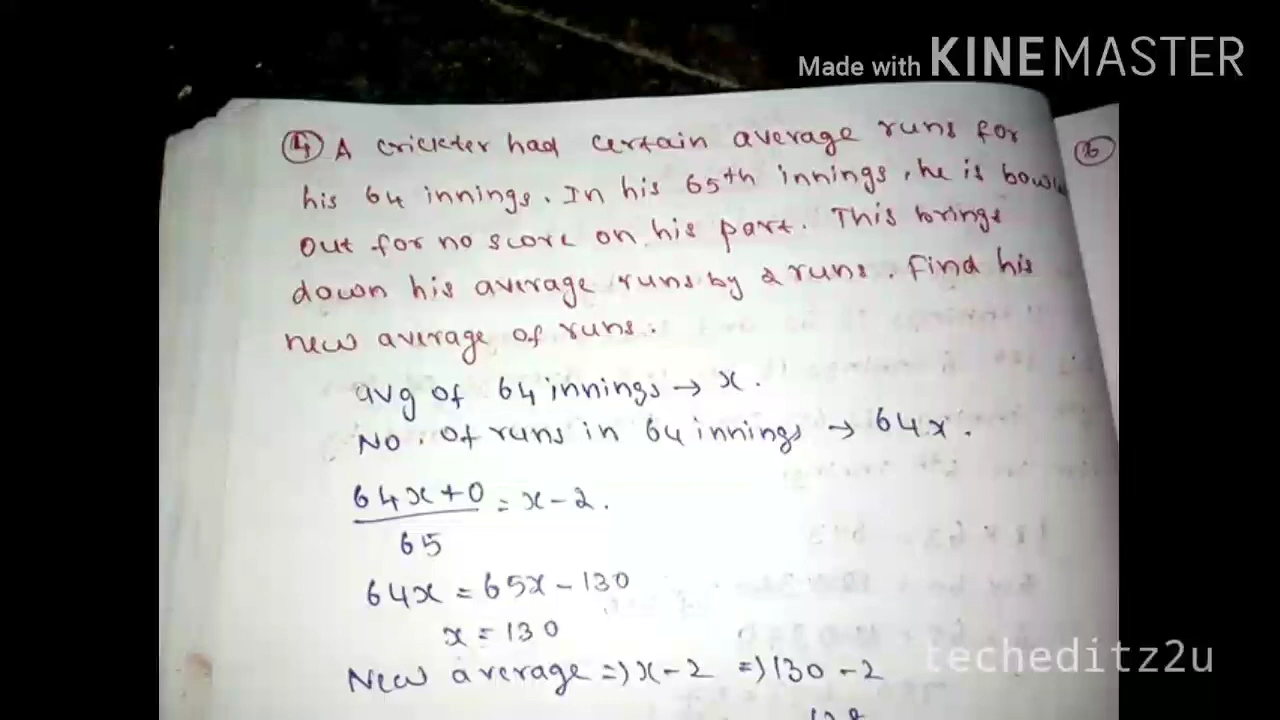 Made with KINEMASTER
④ A crickter had certain average runs for
his 64 innings. In his 65th innings, he is
out for no score on his part. This brings
down his average runs by 2 runs. Find his
new average of runs.
avg of 64 innings → x.
No. of runs in 64 innings → 64x.
64x+0 = x-2.
65
64x = 65x - 130
x = 130
New average => x-2 => 130 - 2
techeditz2u